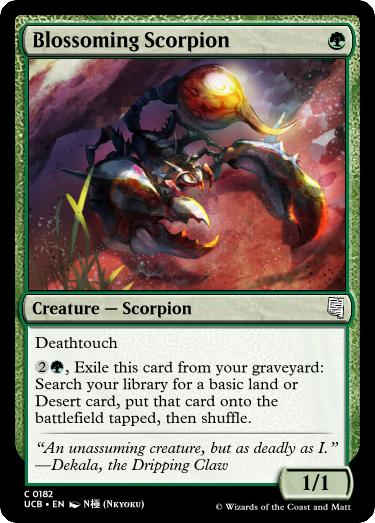 Blossoming Scorpion
Creature — Scorpion
Deathtouch
2, Exile this card from your graveyard:
Search your library for a basic land or
Desert card, put that card onto the
battlefield tapped, then shuffle.
“An unassuming creature, but as deadly as I.”
—Dekala, the Dripping Claw
1/1
C 0182
UCB • EN N極 (Nkyoku)
© Wizards of the Coast and Matt